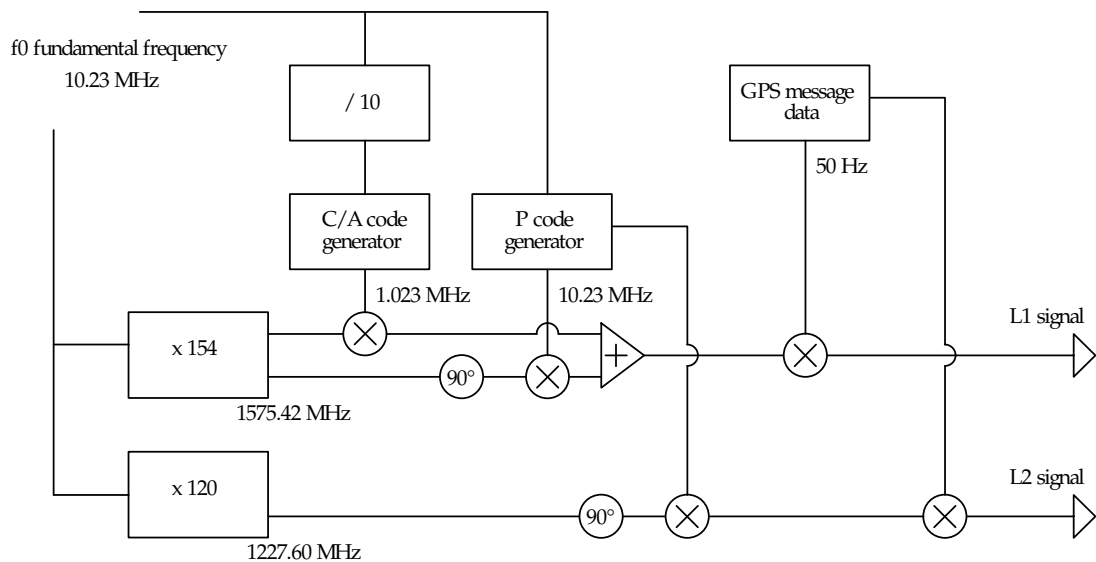 f0 fundamental frequency
10.23 MHz
/ 10
GPS message
data
50 Hz
C/A code
generator
P code
generator
1.023 MHz
10.23 MHz
L1 signal
x 154
90°
1575.42 MHz
L2 signal
x 120
90°
1227.60 MHz